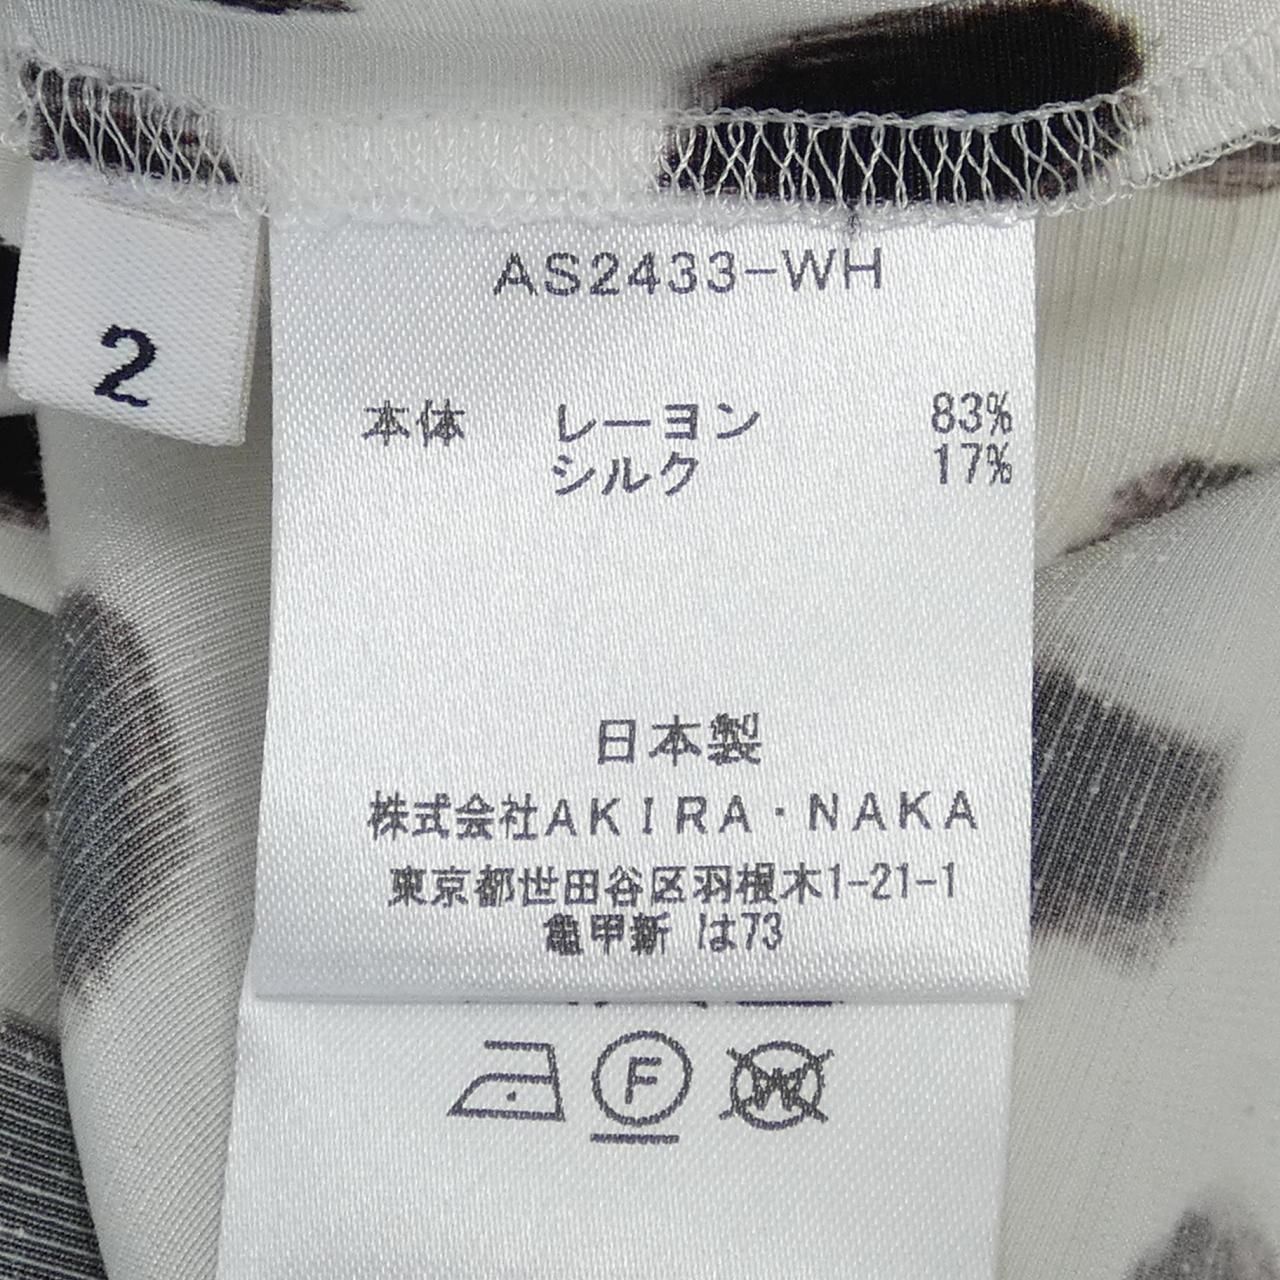 2
AS2433-WH
本体 レーヨン 83%
シルク 17%
日本製
株式会社AKIRA・NAKA
東京都世田谷区羽根木1-21-1
亀甲新 は73
F
W